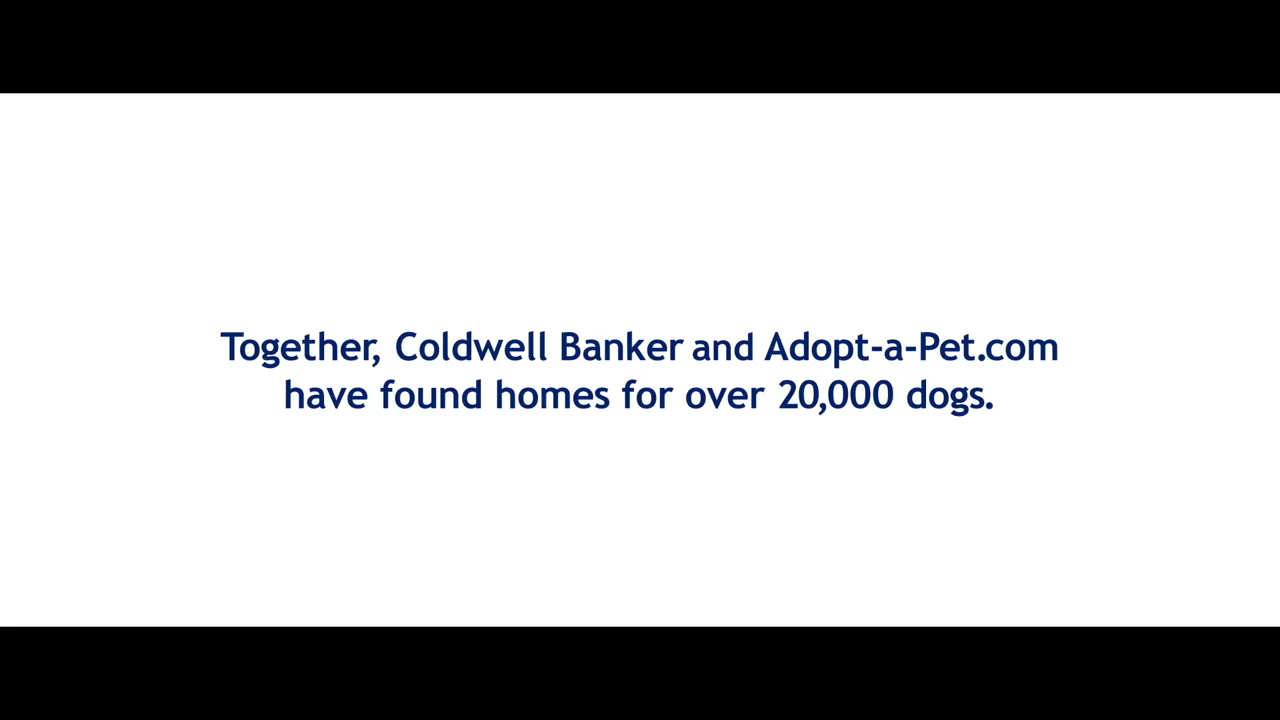 Together, Coldwell Banker and Adopt-a-Pet.com
have found homes for over 20,000 dogs.